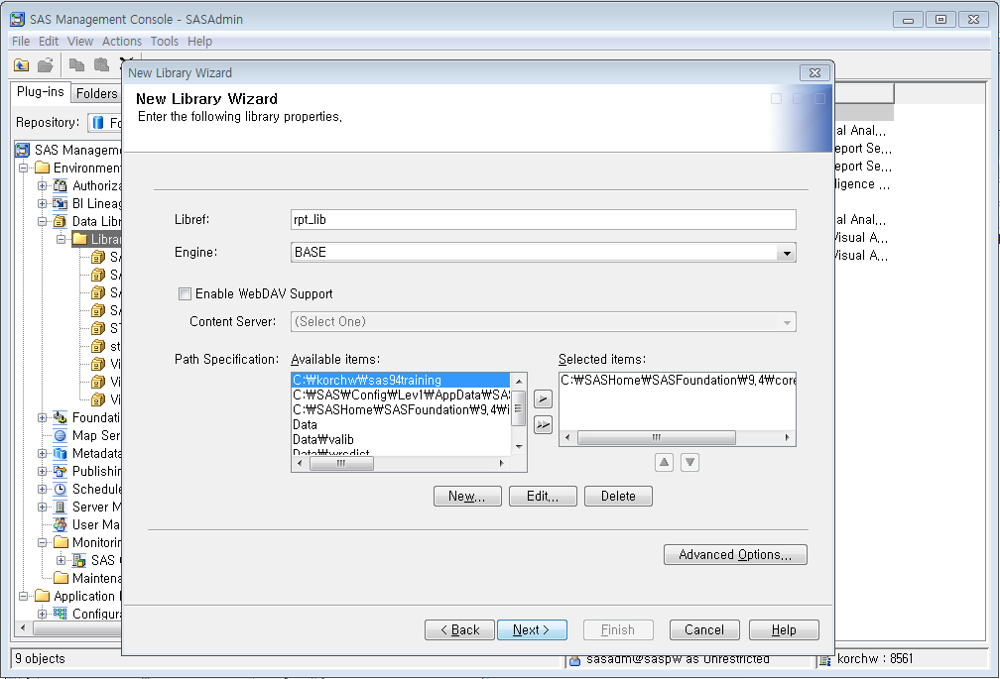 SAS Management Console - SASAdmin
File Edit View Actions Tools Help
Plug-ins Folders
Repository: Fo
SAS Manageme
Environmen
Authoriza
BI Lineag
Data Libr
Librar
SA
SA
SA
SA
ST
st
Vi
Vi
Vi
Foundati
Map Ser
Metadata
Publishin
Schedule
Server M
User Ma
Monitorin
SAS
Maintena
Application
Configura
New Library Wizard
New Library Wizard
Enter the following library properties.
Libref: rpt_lib
Engine: BASE
Enable WebDAV Support
Content Server: (Select One)
Path Specification: Available items: Selected items:
C:₩korchw₩sas94training
C:₩SAS₩Config₩Lev1₩AppData₩SAS
C:₩SASHome₩SASFoundation₩9.4₩i
Data
Data₩valib
Data₩wrsdist
C:₩SASHome₩SASFoundation₩9.4₩core
> >>
New... Edit... Delete
Advanced Options...
< Back Next > Finish Cancel Help
al Anal...
eport Se...
eport Se...
ligence ...
al Anal...
Visual A...
Visual A...
9 objects
sasadm@saspw as Unrestricted
korchw : 8561